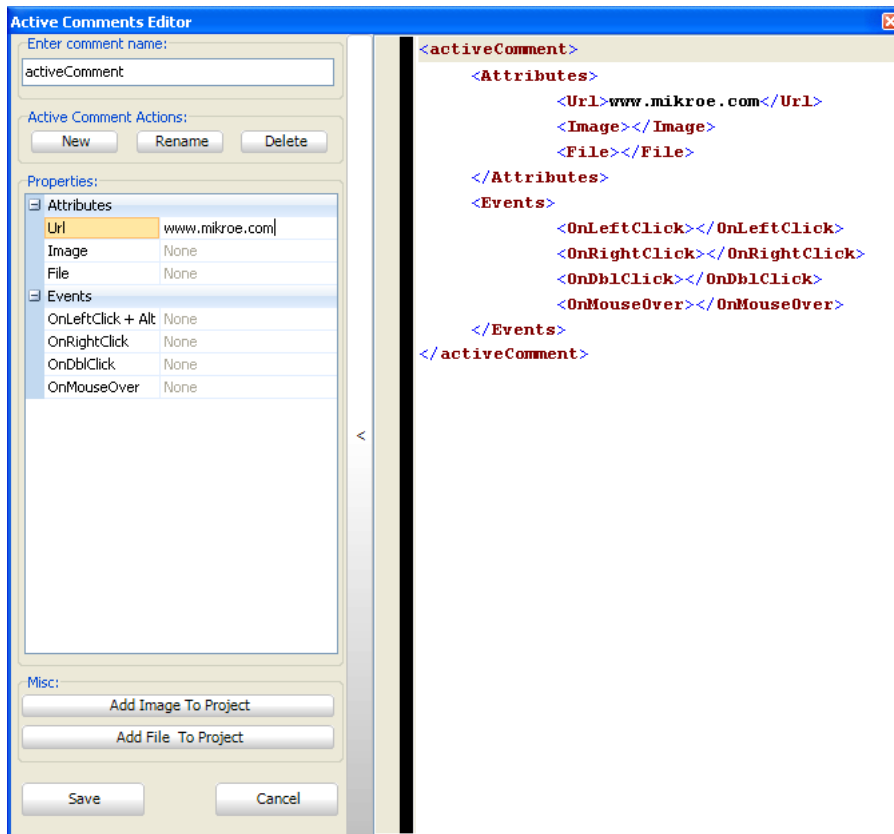 Active Comments Editor
Enter comment name:
activeComment
Active Comment Actions:
New Rename Delete
Properties:
Attributes
Url www.mikroe.com
Image None
File None
Events
OnLeftClick + Alt None
OnRightClick None
OnDblClick None
OnMouseOver None
Misc:
Add Image To Project
Add File To Project
Save Cancel
<
<activeComment>
<Attributes>
<Url>www.mikroe.com</Url>
<Image></Image>
<File></File>
</Attributes>
<Events>
<OnLeftClick></OnLeftClick>
<OnRightClick></OnRightClick>
<OnDblClick></OnDblClick>
<OnMouseOver></OnMouseOver>
</Events>
</activeComment>